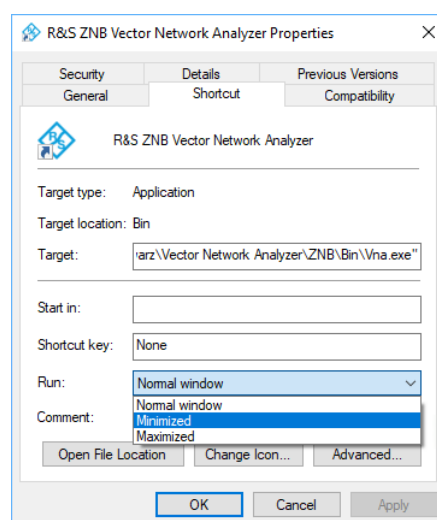 R&S ZNB Vector Network Analyzer Properties
Security Details Previous Versions
General Shortcut Compatibility
R&S ZNB Vector Network Analyzer
Target type: Application
Target location: Bin
Target: arz\Vector Network Analyzer\ZNB\Bin\Vna.exe"
Start in:
Shortcut key: None
Run: Normal window
Normal window
Comment: Minimized
Maximized
Open File Location Change Icon... Advanced...
OK Cancel Apply